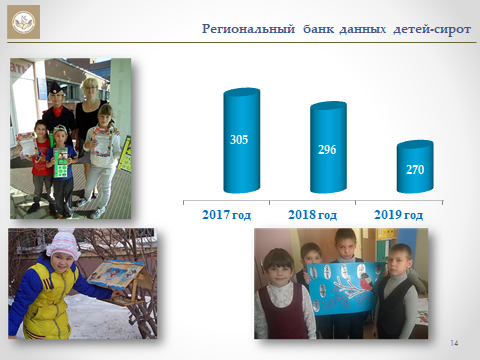 Региональный банк данных детей-сирот
305
296
270
2017 год
2018 год
2019 год
14